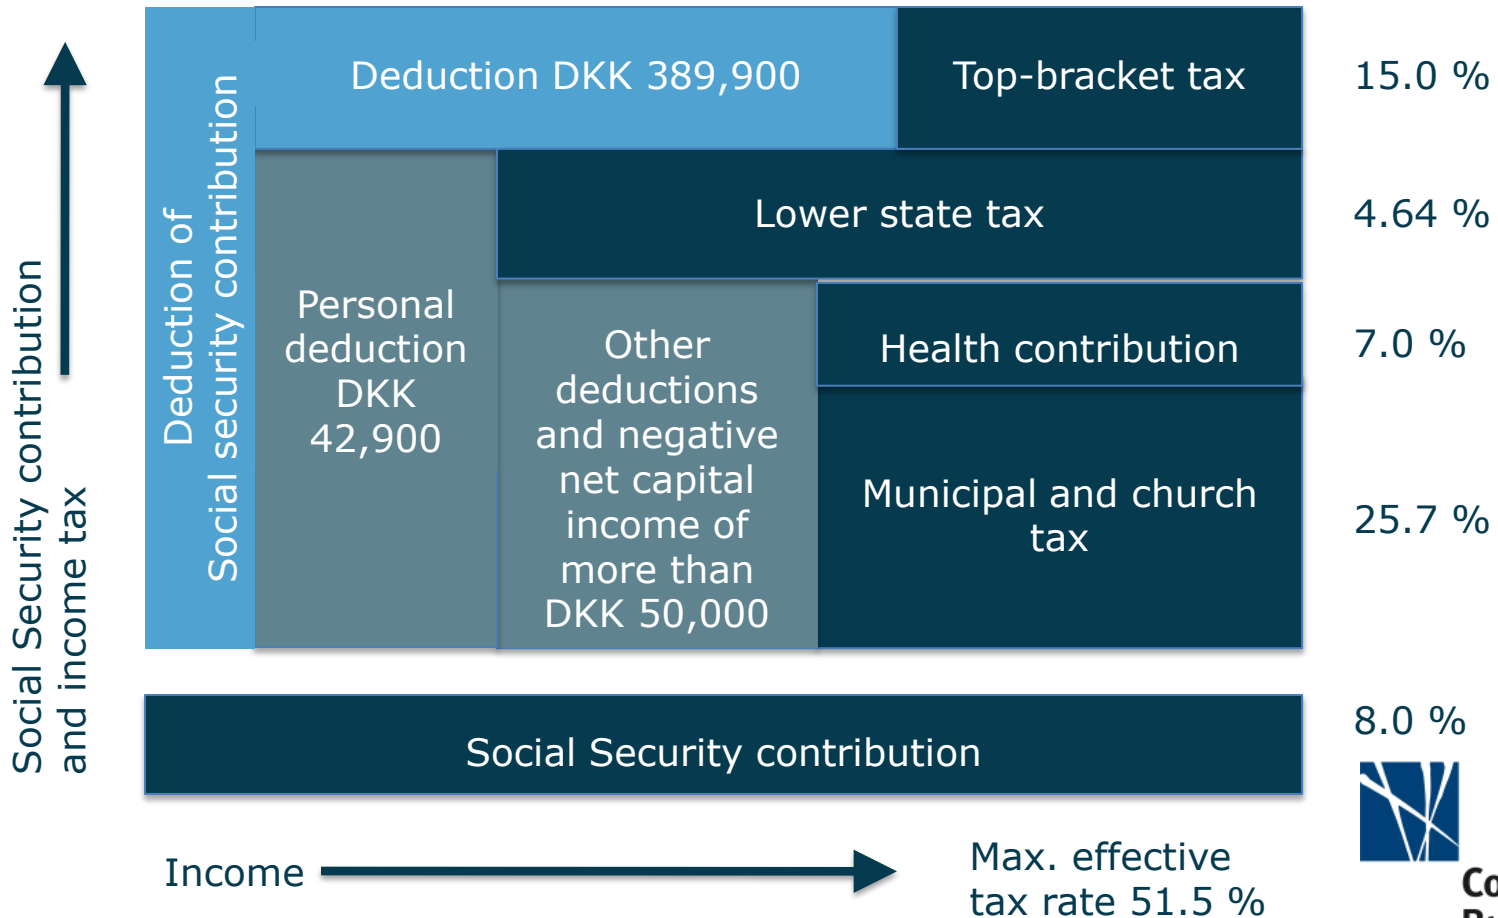 Social Security contribution
and income tax
Deduction of
Social security contribution
Deduction DKK 389,900
Top-bracket tax
15.0 %
Lower state tax
4.64 %
Personal
deduction
DKK
42,900
Other
deductions
and negative
net capital
income of
more than
DKK 50,000
Health contribution
7.0 %
Municipal and church
tax
25.7 %
Social Security contribution
8.0 %
Income
Max. effective
tax rate 51.5 %
Co